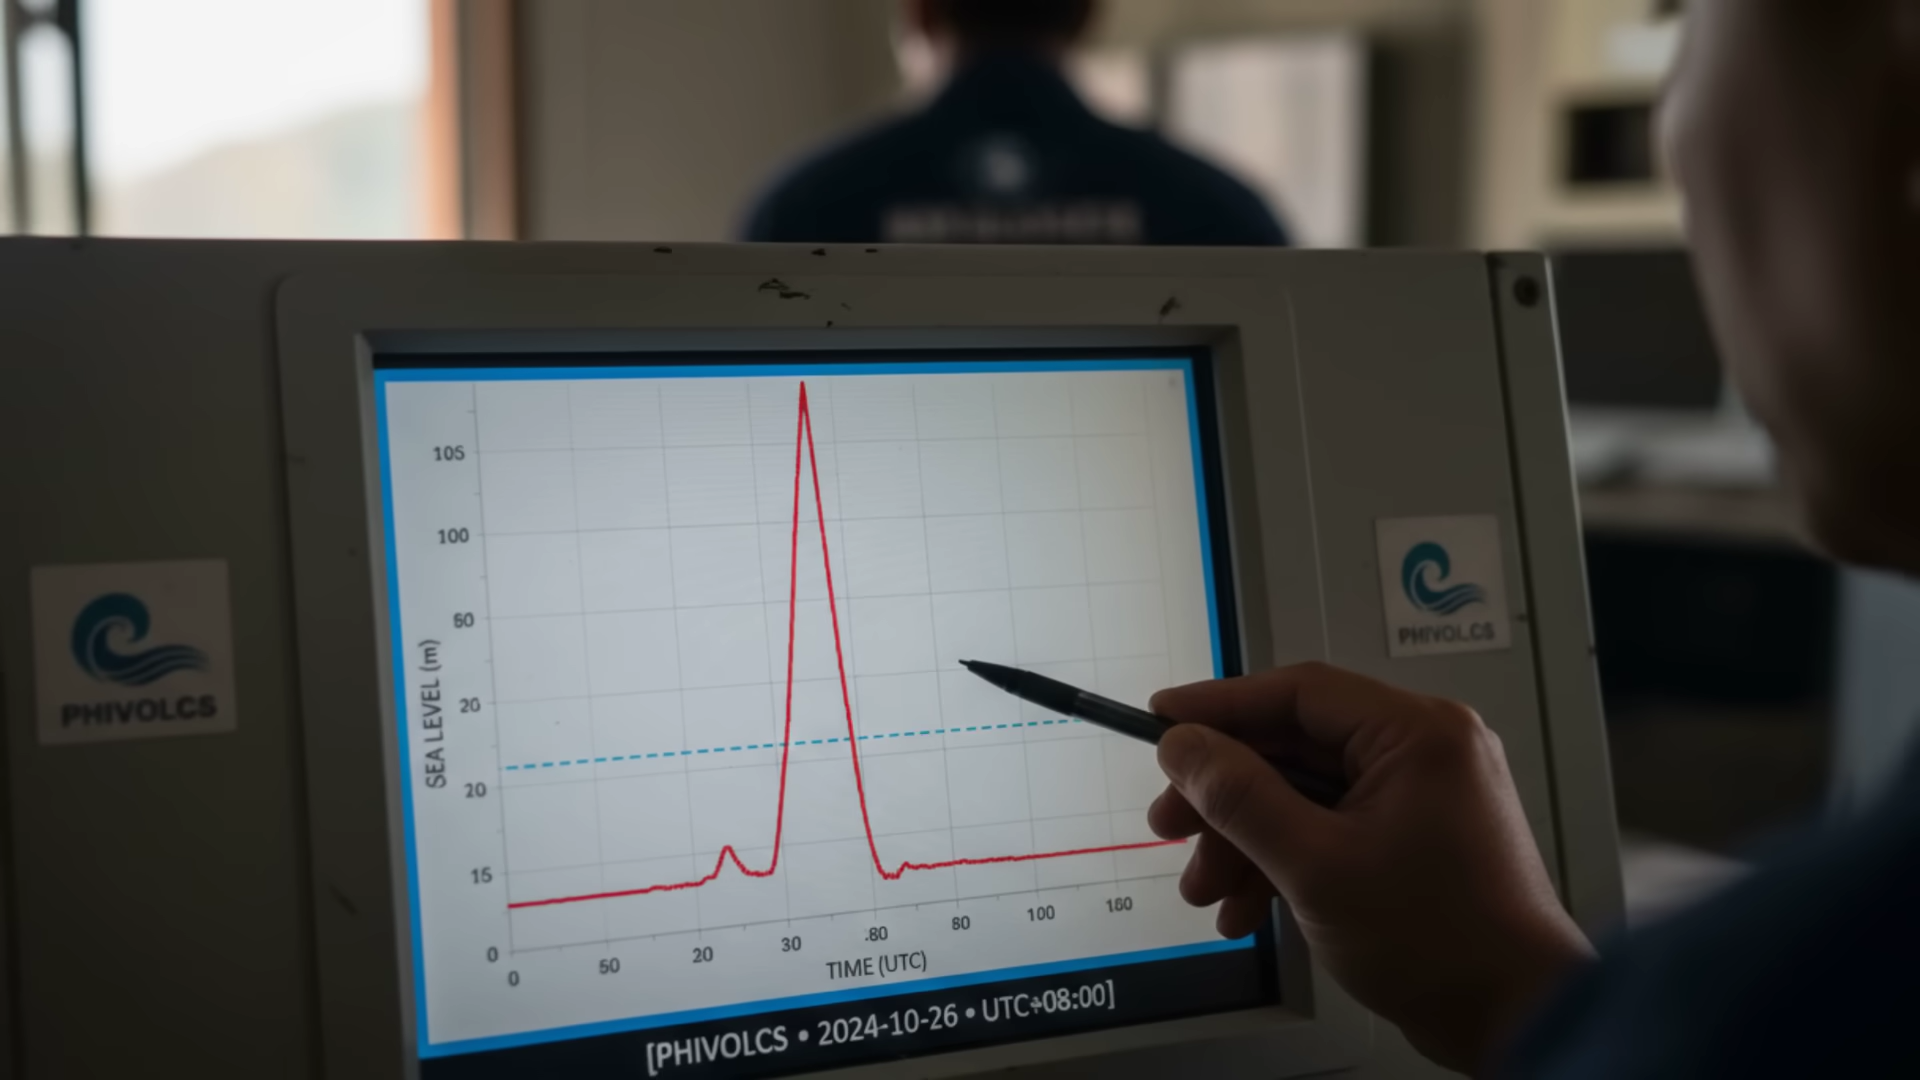 105
100
60
20
20
15
0
SEA LEVEL (m)
0 50 20 30 .80 80 100 160
TIME (UTC)
[PHIVOLCS • 2024-10-26 • UTC+08:00]
PHIVOLCS
PHIVOLCS